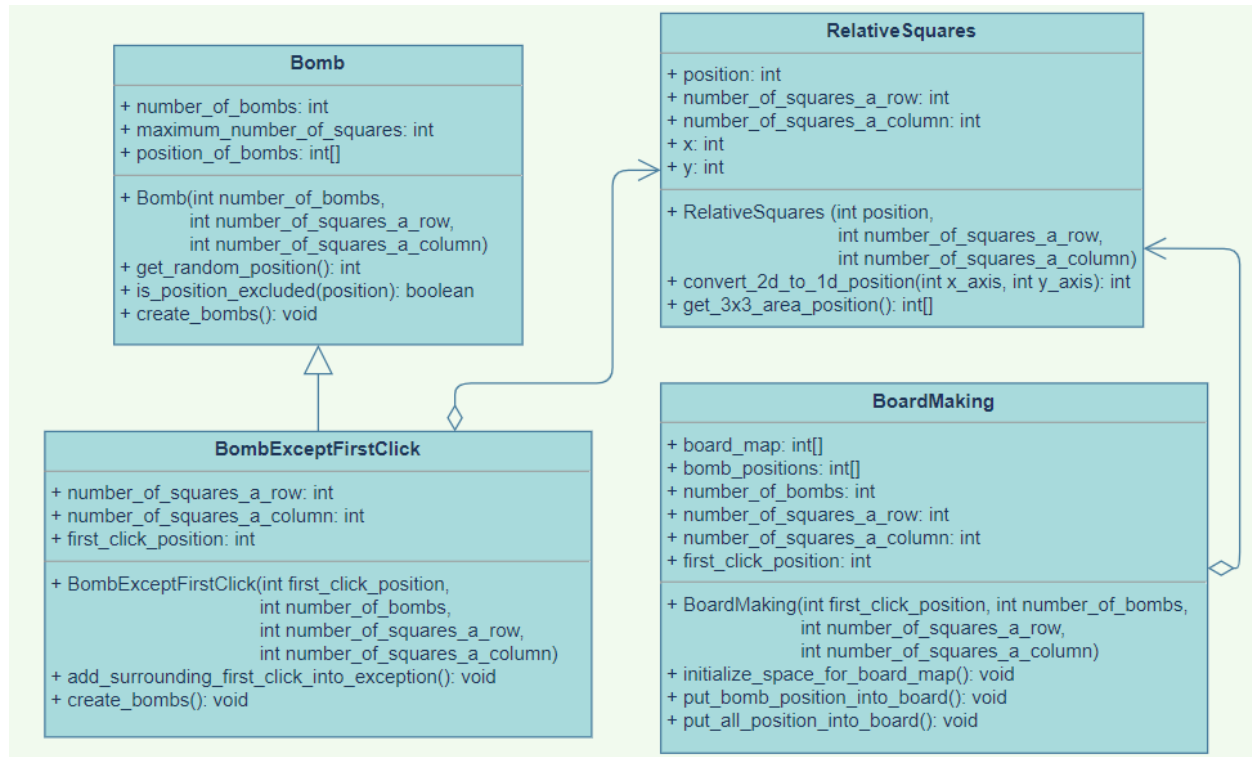 Bomb
+ number_of_bombs: int
+ maximum_number_of_squares: int
+ position_of_bombs: int[]
+ Bomb(int number_of_bombs,
int number_of_squares_a_row,
int number_of_squares_a_column)
+ get_random_position(): int
+ is_position_excluded(position): boolean
+ create_bombs(): void
RelativeSquares
+ position: int
+ number_of_squares_a_row: int
+ number_of_squares_a_column: int
+ x: int
+ y: int
+ RelativeSquares (int position,
int number_of_squares_a_row,
int number_of_squares_a_column)
+ convert_2d_to_1d_position(int x_axis, int y_axis): int
+ get_3x3_area_position(): int[]
BombExceptFirstClick
+ number_of_squares_a_row: int
+ number_of_squares_a_column: int
+ first_click_position: int
+ BombExceptFirstClick(int first_click_position,
int number_of_bombs,
int number_of_squares_a_row,
int number_of_squares_a_column)
+ add_surrounding_first_click_into_exception(): void
+ create_bombs(): void
BoardMaking
+ board_map: int[]
+ bomb_positions: int[]
+ number_of_bombs: int
+ number_of_squares_a_row: int
+ number_of_squares_a_column: int
+ first_click_position: int
+ BoardMaking(int first_click_position, int number_of_bombs,
int number_of_squares_a_row,
int number_of_squares_a_column)
+ initialize_space_for_board_map(): void
+ put_bomb_position_into_board(): void
+ put_all_position_into_board(): void